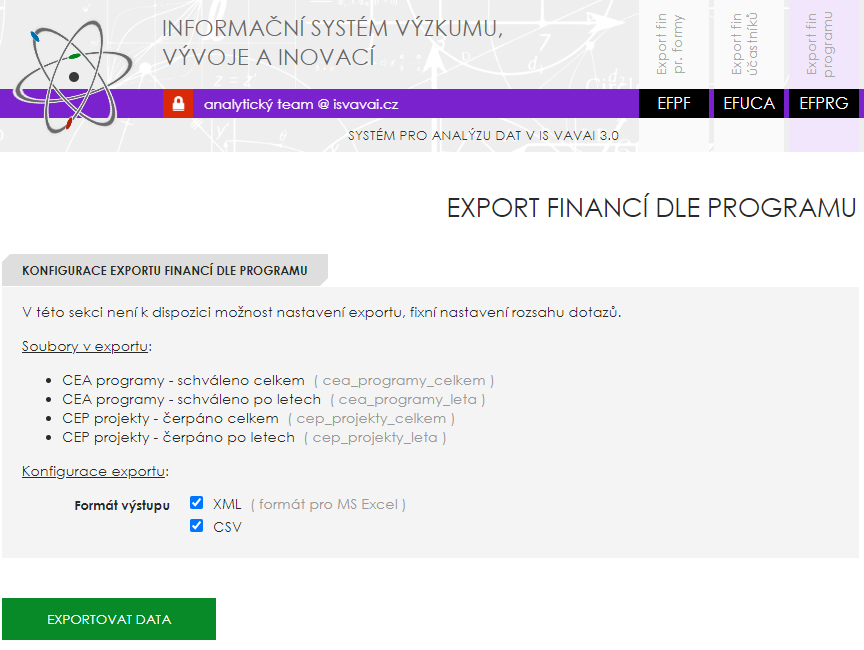 INFORMAČNÍ SYSTÉM VÝZKUMU,
VÝVOJE A INOVACÍ
Export fin
pr. formy
Export fin
účastníků
Export fin
programu
analytický team @ isvavai.cz
EFPF
EFUCA
EFPRG
SYSTÉM PRO ANALÝZU DAT V IS VAVAI 3.0
EXPORT FINANCÍ DLE PROGRAMU
KONFIGURACE EXPORTU FINANCÍ DLE PROGRAMU
V této sekci není k dispozici možnost nastavení exportu, fixní nastavení rozsahu dotazů.
Soubory v exportu:
• CEA programy - schváleno celkem ( cea_programy_celkem )
• CEA programy - schváleno po letech ( cea_programy_leta )
• CEP projekty - čerpáno celkem ( cep_projekty_celkem )
• CEP projekty - čerpáno po letech ( cep_projekty_leta )
Konfigurace exportu:
Formát výstupu XML ( formát pro MS Excel )
CSV
EXPORTOVAT DATA